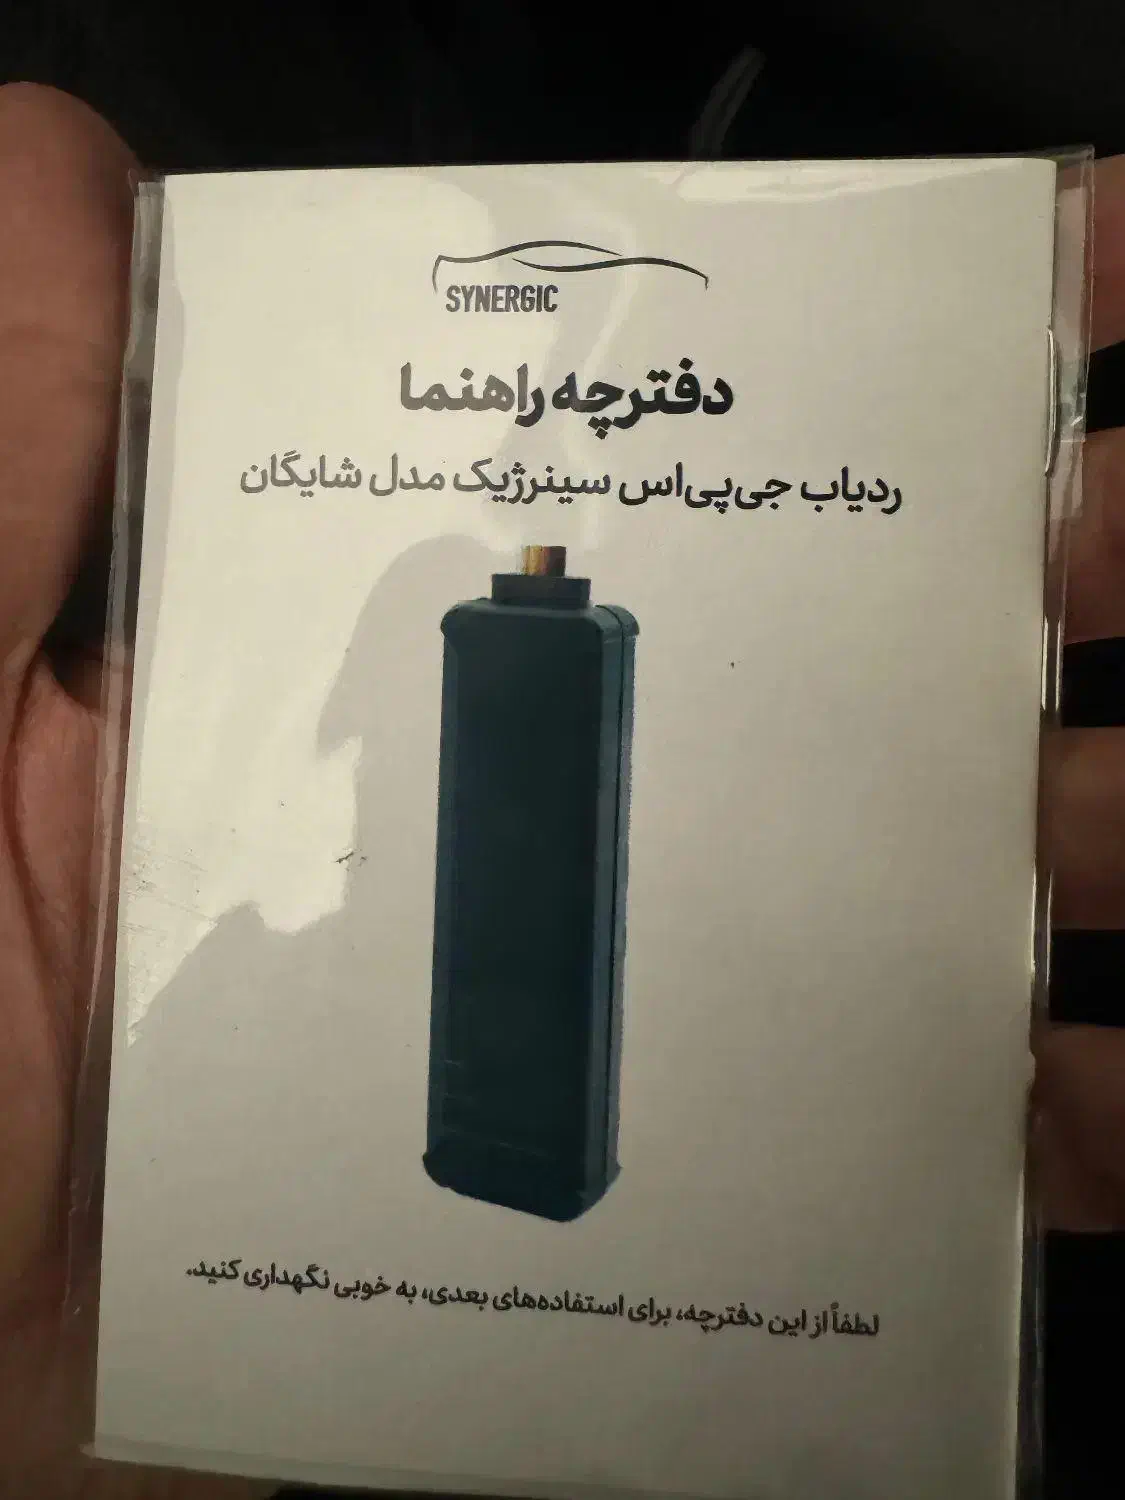 SYNERGIC
دفترچه راهنما
ردیاب جی‌پی‌اس سینرژیک مدل شایگان
لطفاً از این دفترچه، برای استفاده‌های بعدی، به خوبی نگهداری کنید.